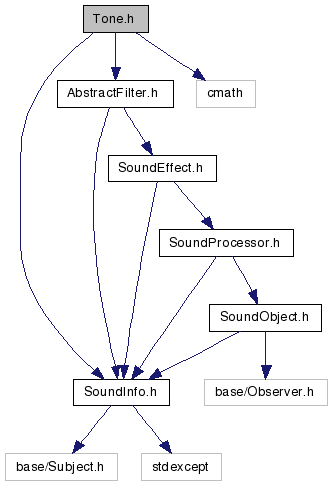 Tone.h
AbstractFilter.h
cmath
SoundEffect.h
SoundProcessor.h
SoundObject.h
SoundInfo.h
base/Observer.h
base/Subject.h
stdexcept